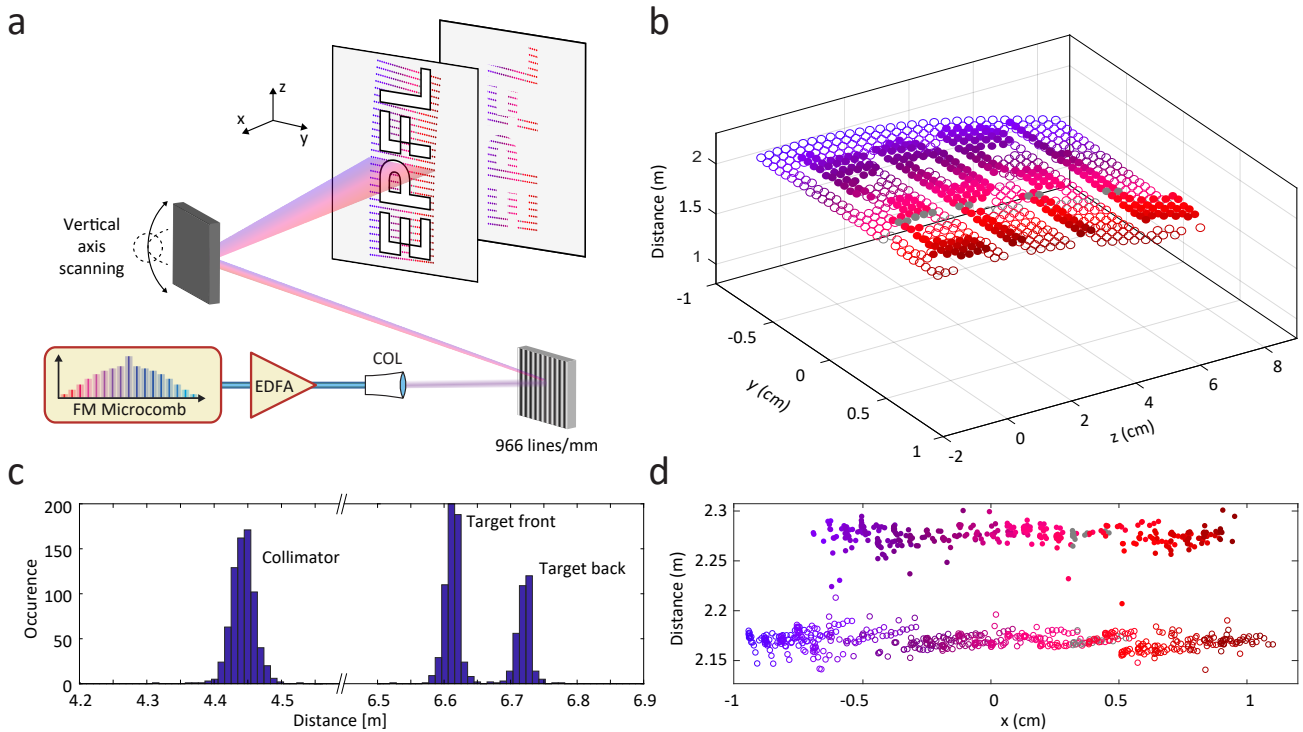 a
z
x
y
EPFL
Vertical
axis
scanning
FM Microcomb
EDFA
COL
966 lines/mm
b
Distance (m)
2
1.5
1
-1
-0.5
0
0.5
1
y (cm)
-2
0
2
4
6
8
z (cm)
c
Occurence
200
150
100
50
0
Collimator
Target front
Target back
4.2 4.3 4.4 4.5 6.5 6.6 6.7 6.8 6.9
Distance [m]
d
Distance (m)
2.3
2.25
2.2
2.15
-1 -0.5 0 0.5 1
x (cm)